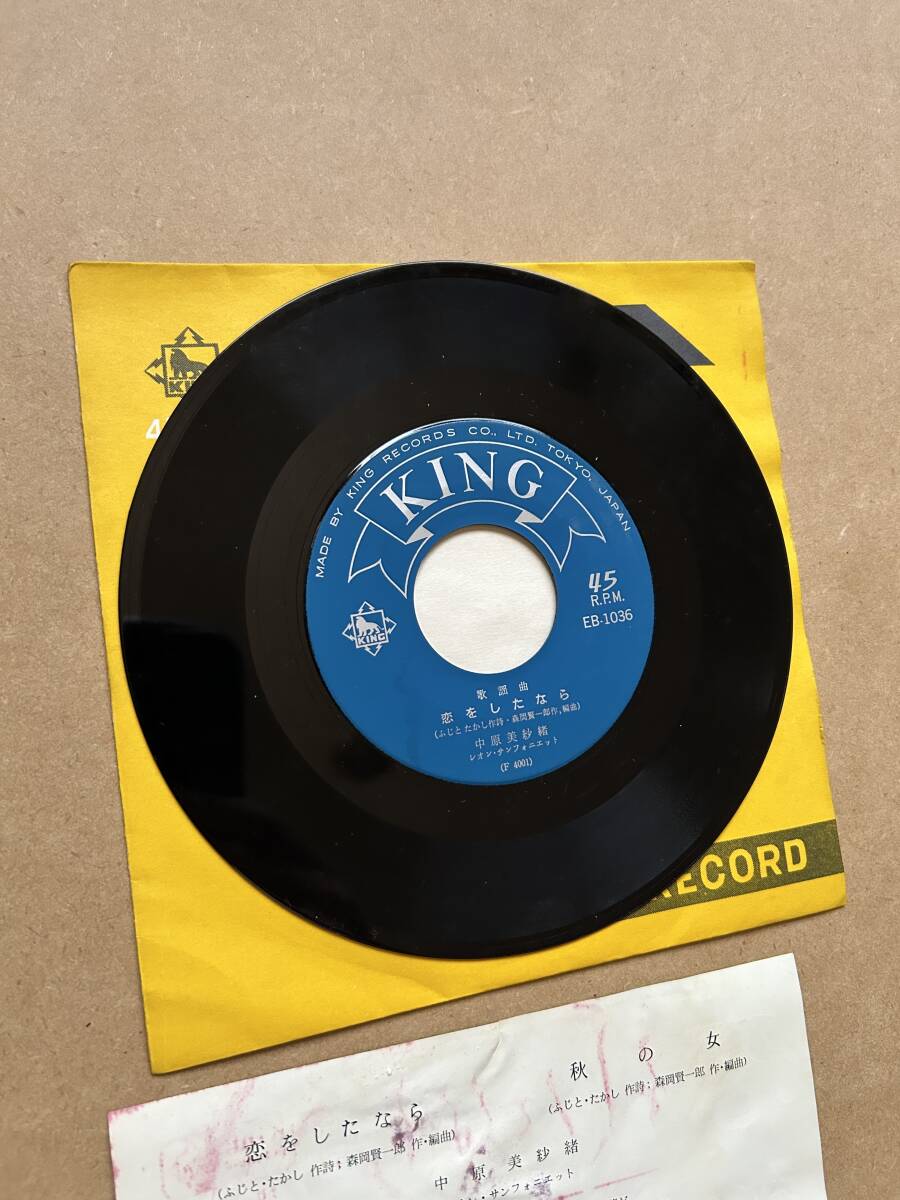 KING
4
MADE BY KING RECORDS CO., LTD. TOKYO, JAPAN
KING
45
R.P.M.
EB-1036
KING
歌謡曲
恋をしたなら
(ふじと たかし作詩・森岡賢一郎作,編曲)
中原美紗緒
レオン・サンフォニエット
(F 4001)
RECORD
秋の女
(ふじと・たかし 作詩; 森岡賢一郎 作・編曲)
恋をしたなら
(ふじと・たかし 作詩; 森岡賢一郎 作・編曲)
中原美紗緒
・サンフォニエット